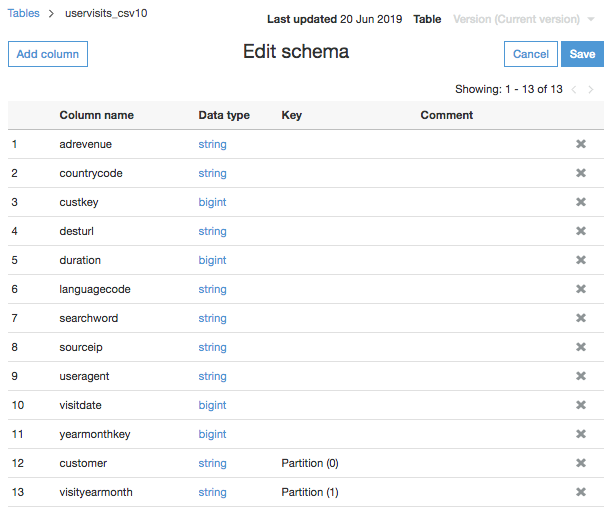 Tables > uservisits_csv10
Last updated 20 Jun 2019 Table Version (Current version)
Add column Edit schema Cancel Save
Showing: 1 - 13 of 13 < >
Column name Data type Key Comment
1 adrevenue string ✖
2 countrycode string ✖
3 custkey bigint ✖
4 desturl string ✖
5 duration bigint ✖
6 languagecode string ✖
7 searchword string ✖
8 sourceip string ✖
9 useragent string ✖
10 visitdate bigint ✖
11 yearmonthkey bigint ✖
12 customer string Partition (0) ✖
13 visityearmonth string Partition (1) ✖